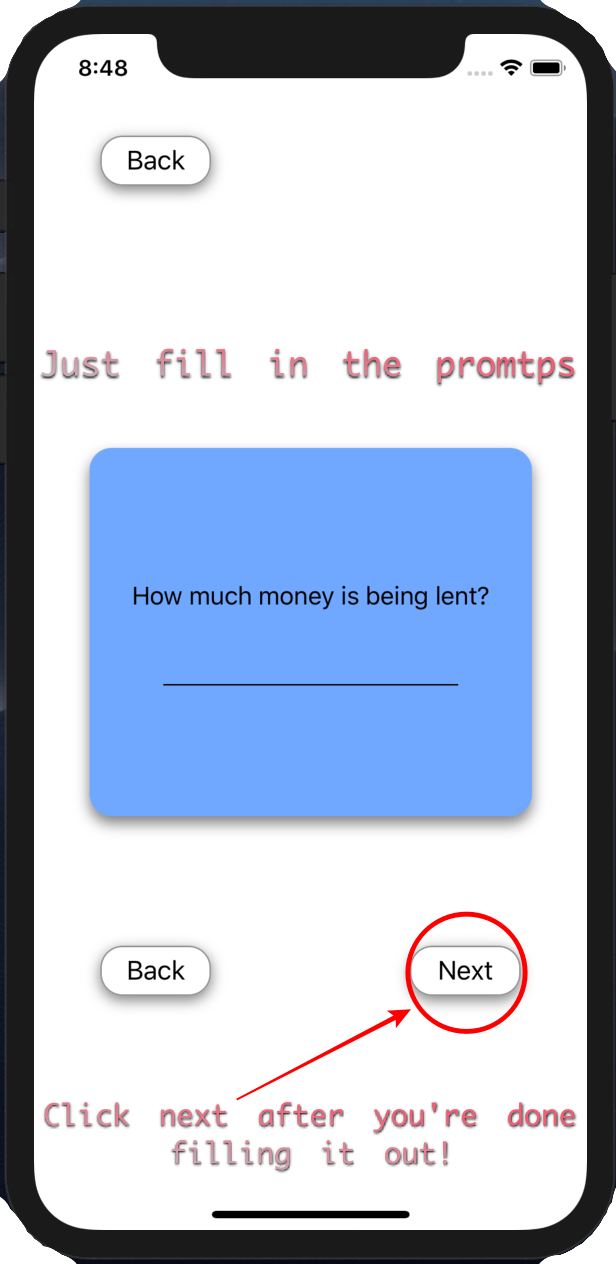 8:48
Back
Just fill in the promtps
How much money is being lent?
Back
Next
Click next after you're done
filling it out!